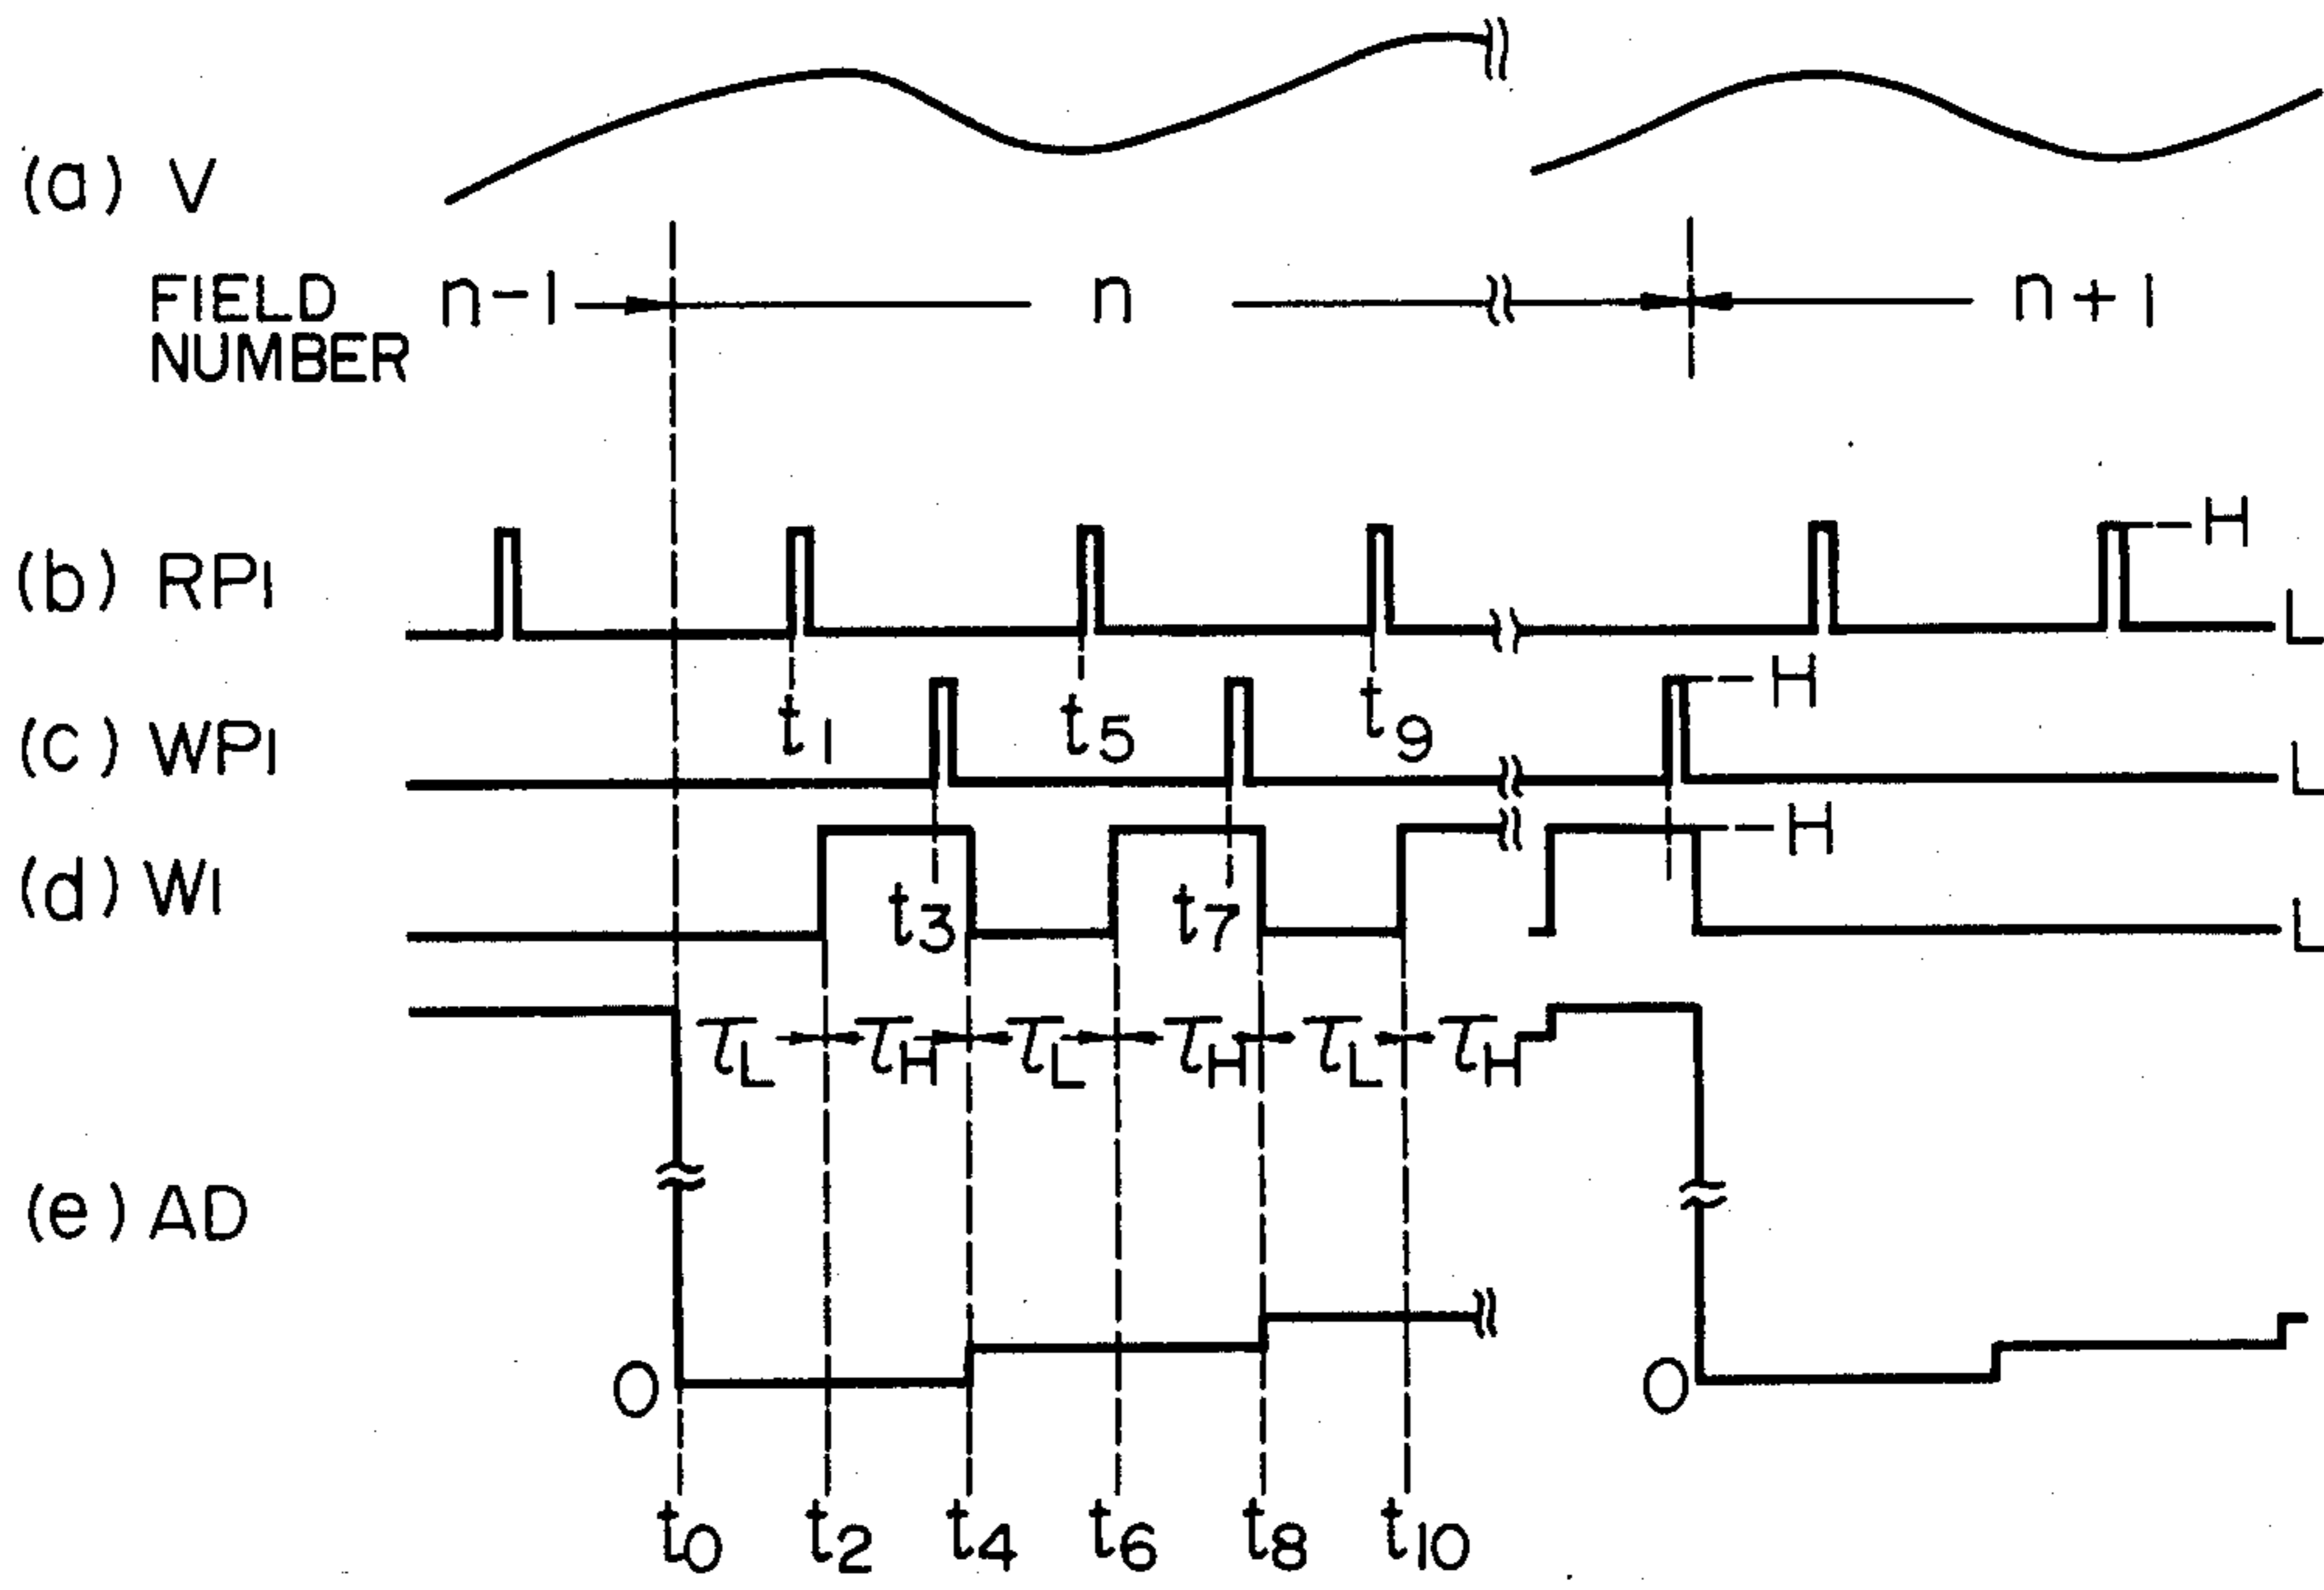 (a) V
FIELD NUMBER n-1 n n+1
(b) RP1 H L
t1 t5 t9
(c) WP1 H L
(d) W1 H L
t3 t7
τL τH τL τH τL τH
(e) AD
0 0
t0 t2 t4 t6 t8 t10